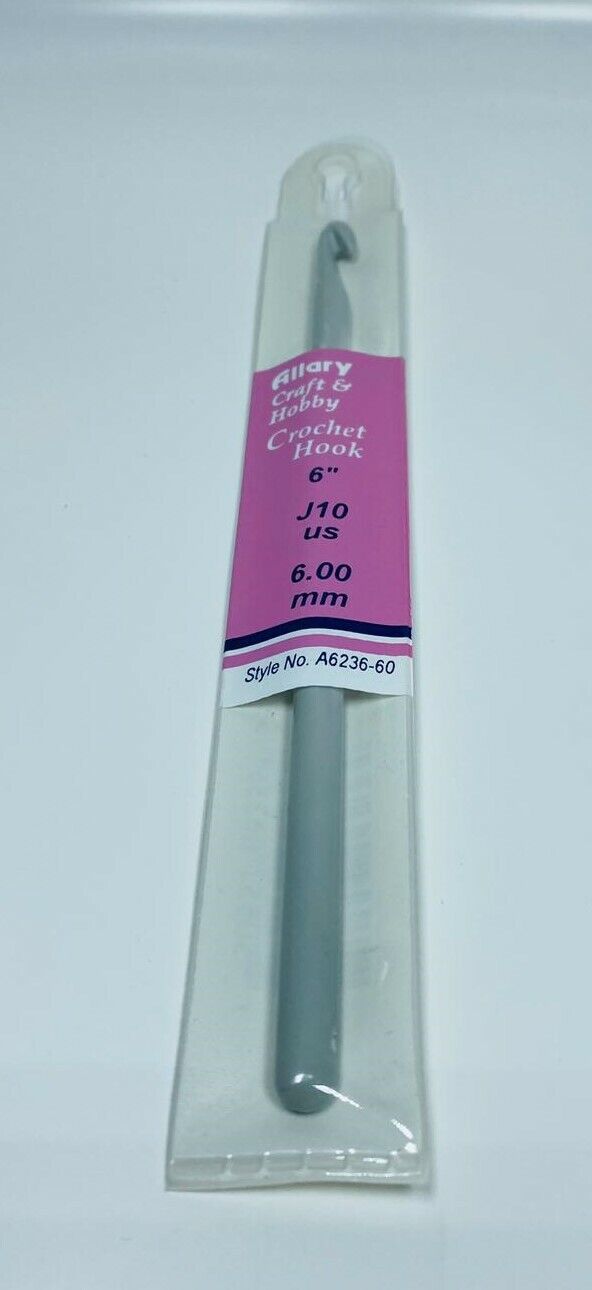 Allary
Craft &
Hobby
Crochet
Hook
6"
J10
us
6.00
mm
Style No. A6236-60